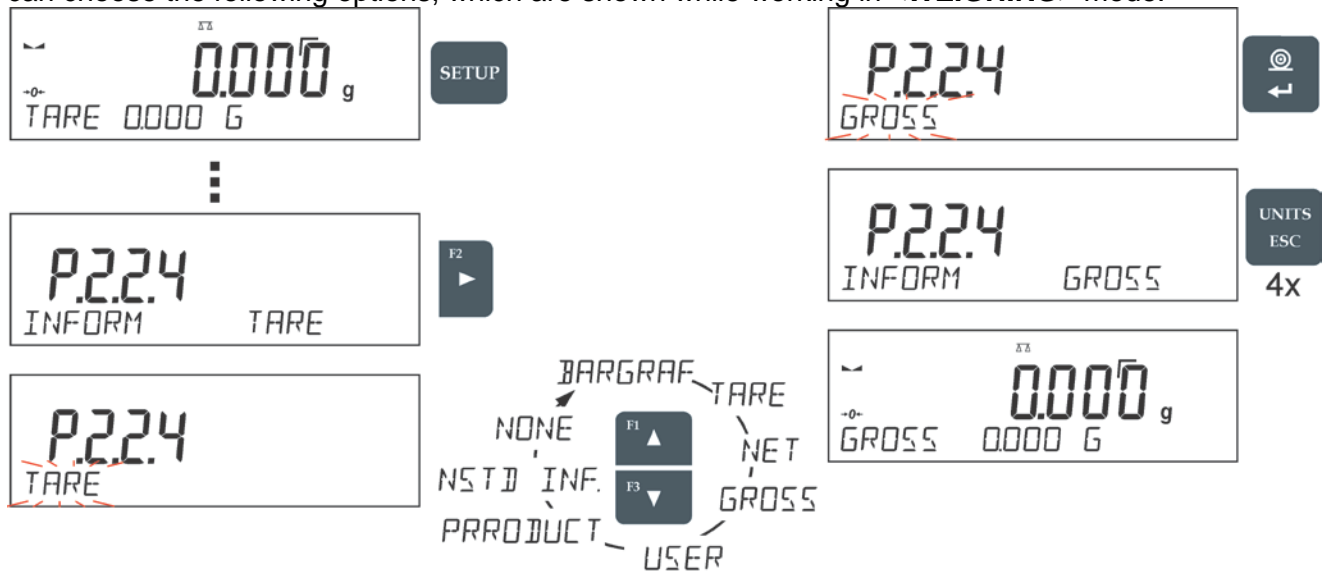 can choose the following options, which are shown while working in <WEIGHING> mode:
0.000 g
→0←
TARE 0.000 G
SETUP
P.2.2.4
INFORM TARE
F2
P.2.2.4
TARE
BARGRAF
TARE
NET
GROSS
USER
PRRODUCT
NSTD INF.
NONE
F1
F3
P.2.2.4
GROSS
P.2.2.4
INFORM GROSS
UNITS
ESC
4x
0.000 g
→0←
GROSS 0.000 G